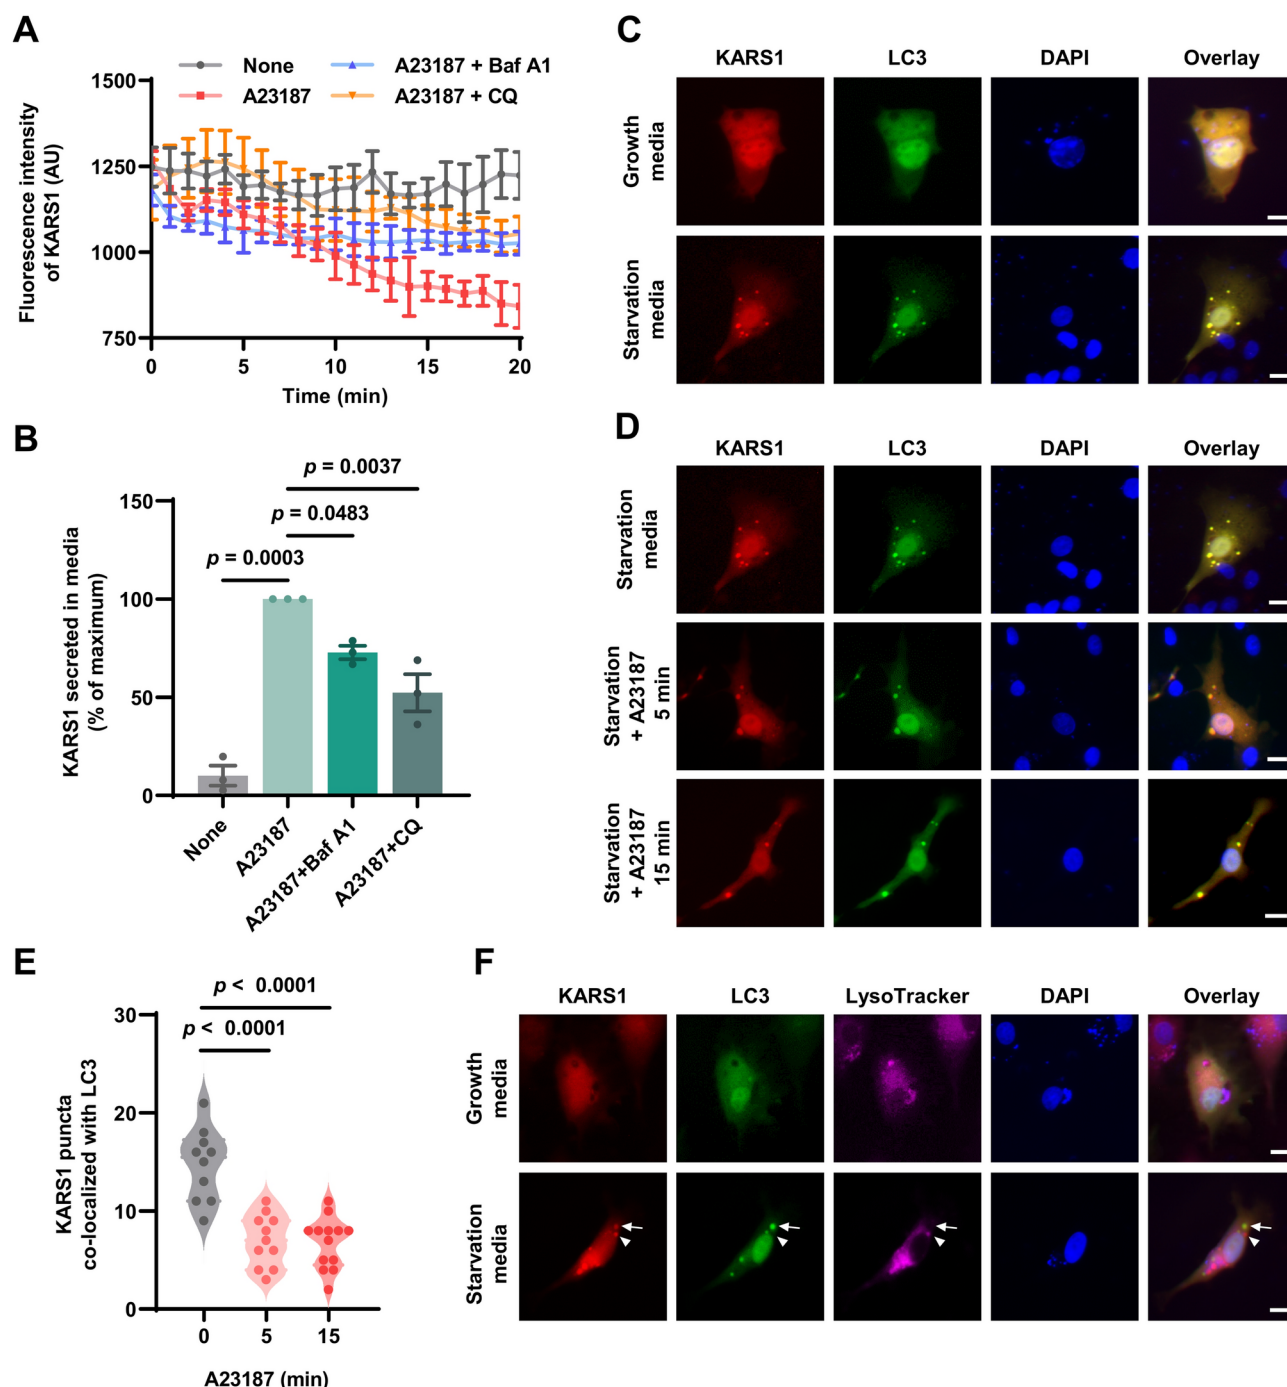 A
None
A23187
A23187 + Baf A1
A23187 + CQ
Fluorescence intensity
of KARS1 (AU)
1500
1250
1000
750
0
5
10
15
20
Time (min)
B
p = 0.0037
p = 0.0483
p = 0.0003
KARS1 secreted in media
(% of maximum)
150
100
50
0
None
A23187
A23187+Baf A1
A23187+CQ
C
KARS1
LC3
DAPI
Overlay
Growth
media
Starvation
media
D
KARS1
LC3
DAPI
Overlay
Starvation
media
Starvation
+ A23187
5 min
Starvation
+ A23187
15 min
E
p < 0.0001
p < 0.0001
KARS1 puncta
co-localized with LC3
30
20
10
0
0
5
15
A23187 (min)
F
KARS1
LC3
LysoTracker
DAPI
Overlay
Growth
media
Starvation
media